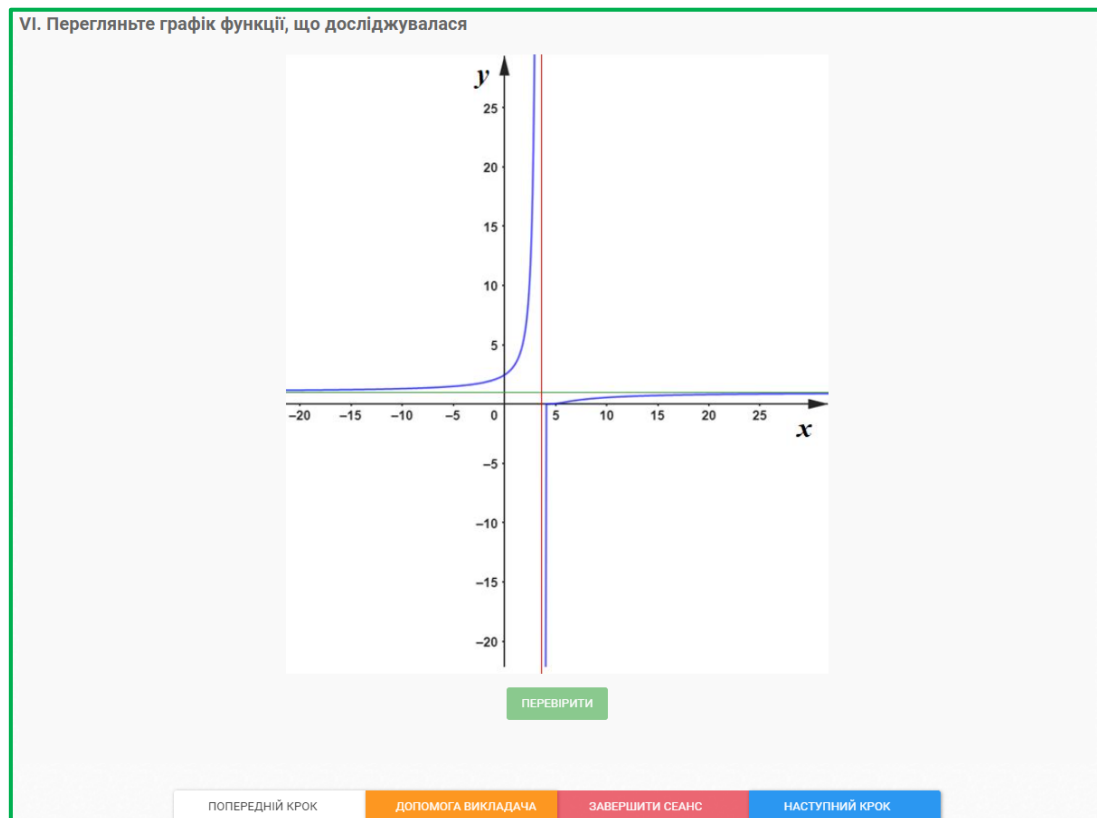 VI. Перегляньте графік функції, що досліджувалася
y
25
20
15
10
5
−20 −15 −10 −5 0 5 10 15 20 25
x
−5
−10
−15
−20
ПЕРЕВІРИТИ
ПОПЕРЕДНІЙ КРОК ДОПОМОГА ВИКЛАДАЧА ЗАВЕРШИТИ СЕАНС НАСТУПНИЙ КРОК